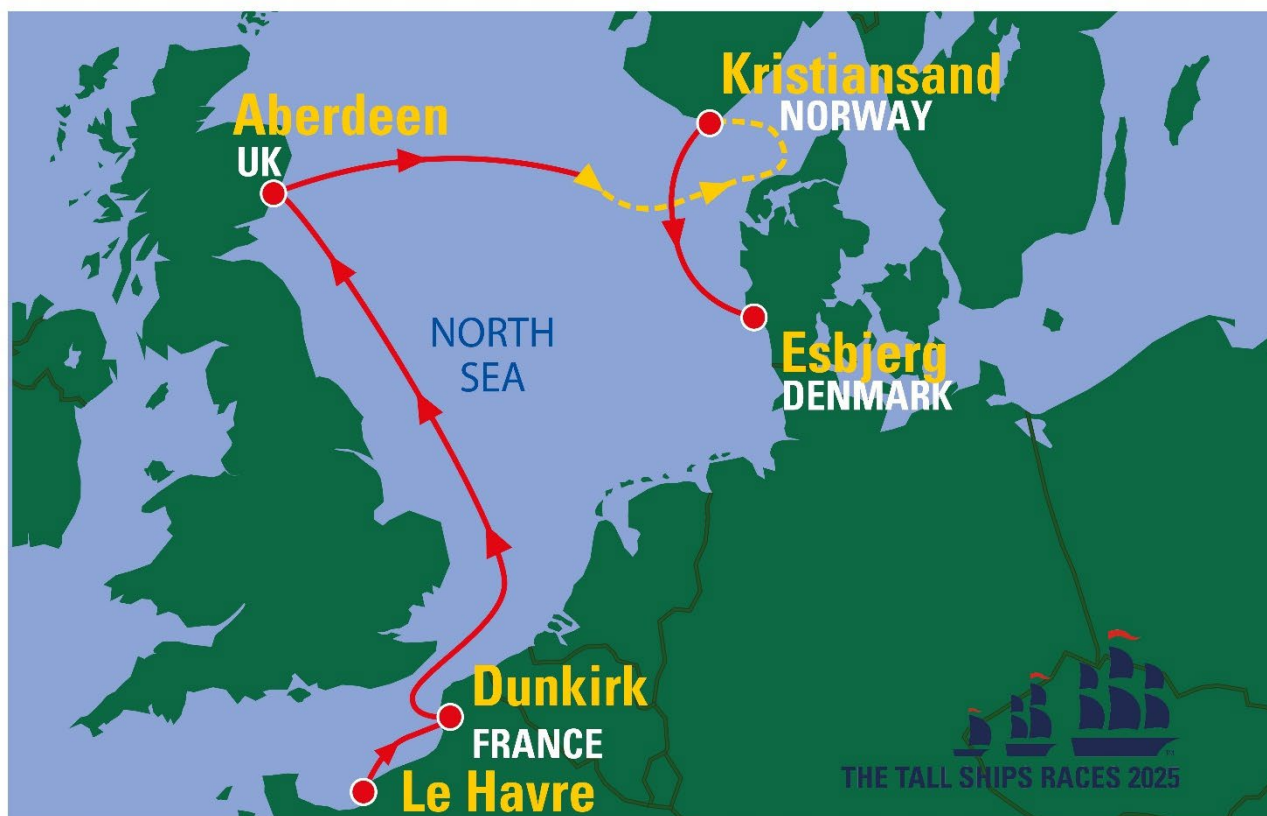 Kristiansand
NORWAY
Aberdeen
UK
NORTH
SEA
Esbjerg
DENMARK
Dunkirk
FRANCE
Le Havre
THE TALL SHIPS RACES 2025